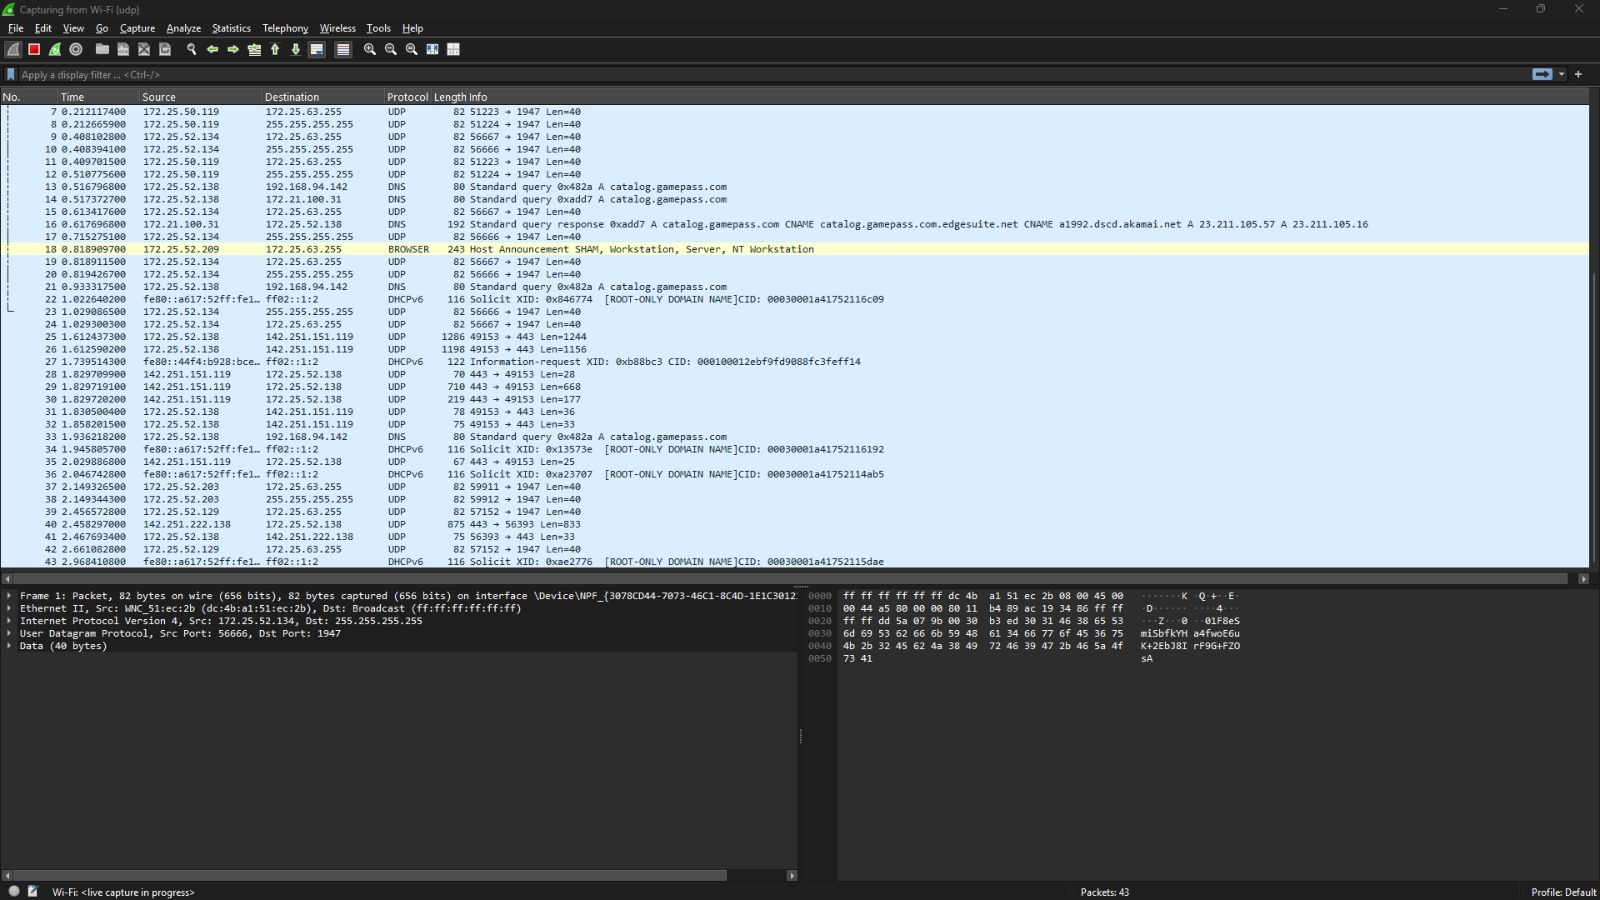 Capturing from Wi-Fi (udp)
File Edit View Go Capture Analyze Statistics Telephony Wireless Tools Help
Apply a display filter ... <Ctrl-/>
No. Time Source Destination Protocol Length Info
7 0.212117400 172.25.50.119 172.25.63.255 UDP 82 51223 → 1947 Len=40
8 0.212665900 172.25.50.119 255.255.255.255 UDP 82 51224 → 1947 Len=40
9 0.408102800 172.25.52.134 172.25.63.255 UDP 82 56667 → 1947 Len=40
10 0.408394100 172.25.52.134 255.255.255.255 UDP 82 56666 → 1947 Len=40
11 0.409701500 172.25.50.119 172.25.63.255 UDP 82 51223 → 1947 Len=40
12 0.510775600 172.25.50.119 255.255.255.255 UDP 82 51224 → 1947 Len=40
13 0.516796800 172.25.52.138 192.168.94.142 DNS 80 Standard query 0x482a A catalog.gamepass.com
14 0.517372700 172.25.52.138 172.21.100.31 DNS 80 Standard query 0xadd7 A catalog.gamepass.com
15 0.613417600 172.25.52.134 172.25.63.255 UDP 82 56667 → 1947 Len=40
16 0.617696800 172.21.100.31 172.25.52.138 DNS 192 Standard query response 0xadd7 A catalog.gamepass.com CNAME catalog.gamepass.com.edgesuite.net CNAME a1992.dscd.akamai.net A 23.211.105.57 A 23.211.105.16
17 0.715275100 172.25.52.134 255.255.255.255 UDP 82 56666 → 1947 Len=40
18 0.818909700 172.25.52.209 172.25.63.255 BROWSER 243 Host Announcement SHAM, Workstation, Server, NT Workstation
19 0.818911500 172.25.52.134 172.25.63.255 UDP 82 56667 → 1947 Len=40
20 0.819426700 172.25.52.134 255.255.255.255 UDP 82 56666 → 1947 Len=40
21 0.933317500 172.25.52.138 192.168.94.142 DNS 80 Standard query 0x482a A catalog.gamepass.com
22 1.022640200 fe80::a617:52ff:fe1… ff02::1:2 DHCPv6 116 Solicit XID: 0x846774 [ROOT-ONLY DOMAIN NAME]CID: 00030001a41752116c09
23 1.029086500 172.25.52.134 255.255.255.255 UDP 82 56666 → 1947 Len=40
24 1.029300300 172.25.52.134 172.25.63.255 UDP 82 56667 → 1947 Len=40
25 1.612437300 172.25.52.138 142.251.151.119 UDP 1286 49153 → 443 Len=1244
26 1.612590200 172.25.52.138 142.251.151.119 UDP 1198 49153 → 443 Len=1156
27 1.739514300 fe80::44f4:b928:bce… ff02::1:2 DHCPv6 122 Information-request XID: 0xb88bc3 CID: 000100012ebf9fd9088fc3feff14
28 1.829709900 142.251.151.119 172.25.52.138 UDP 70 443 → 49153 Len=28
29 1.829719100 142.251.151.119 172.25.52.138 UDP 710 443 → 49153 Len=668
30 1.829720200 142.251.151.119 172.25.52.138 UDP 219 443 → 49153 Len=177
31 1.830500400 172.25.52.138 142.251.151.119 UDP 78 49153 → 443 Len=36
32 1.858201500 172.25.52.138 142.251.151.119 UDP 75 49153 → 443 Len=33
33 1.936218200 172.25.52.138 192.168.94.142 DNS 80 Standard query 0x482a A catalog.gamepass.com
34 1.945805700 fe80::a617:52ff:fe1… ff02::1:2 DHCPv6 116 Solicit XID: 0x13573e [ROOT-ONLY DOMAIN NAME]CID: 00030001a41752116192
35 2.029886800 142.251.151.119 172.25.52.138 UDP 67 443 → 49153 Len=25
36 2.046742800 fe80::a617:52ff:fe1… ff02::1:2 DHCPv6 116 Solicit XID: 0xa23707 [ROOT-ONLY DOMAIN NAME]CID: 00030001a41752114ab5
37 2.149326500 172.25.52.203 172.25.63.255 UDP 82 59911 → 1947 Len=40
38 2.149344300 172.25.52.203 255.255.255.255 UDP 82 59912 → 1947 Len=40
39 2.456572800 172.25.52.129 172.25.63.255 UDP 82 57152 → 1947 Len=40
40 2.458297000 142.251.222.138 172.25.52.138 UDP 875 443 → 56393 Len=833
41 2.467693400 172.25.52.138 142.251.222.138 UDP 75 56393 → 443 Len=33
42 2.661082800 172.25.52.129 172.25.63.255 UDP 82 57152 → 1947 Len=40
43 2.968410800 fe80::a617:52ff:fe1… ff02::1:2 DHCPv6 116 Solicit XID: 0xae2776 [ROOT-ONLY DOMAIN NAME]CID: 00030001a41752115dae
Frame 1: Packet, 82 bytes on wire (656 bits), 82 bytes captured (656 bits) on interface \Device\NPF_{3078CD44-7073-46C1-8C4D-1E1C3012
Ethernet II, Src: WNC_51:ec:2b (dc:4b:a1:51:ec:2b), Dst: Broadcast (ff:ff:ff:ff:ff:ff)
Internet Protocol Version 4, Src: 172.25.52.134, Dst: 255.255.255.255
User Datagram Protocol, Src Port: 56666, Dst Port: 1947
Data (40 bytes)
0000 ff ff ff ff ff ff dc 4b a1 51 ec 2b 08 00 45 00 ·······K ·Q·+··E·
0010 00 44 a5 80 00 00 80 11 b4 89 ac 19 34 86 ff ff ·D······ ····4···
0020 ff ff dd 5a 07 9b 00 30 b3 ed 30 31 46 38 65 53 ···Z···0 ··01F8eS
0030 6d 69 53 62 66 6b 59 48 61 34 66 77 6f 45 36 75 miSbfkYH a4fwoE6u
0040 4b 2b 32 45 62 4a 38 49 72 46 39 47 2b 46 5a 4f K+2EbJ8I rF9G+FZO
0050 73 41 sA
Wi-Fi: <live capture in progress>
Packets: 43
Profile: Default